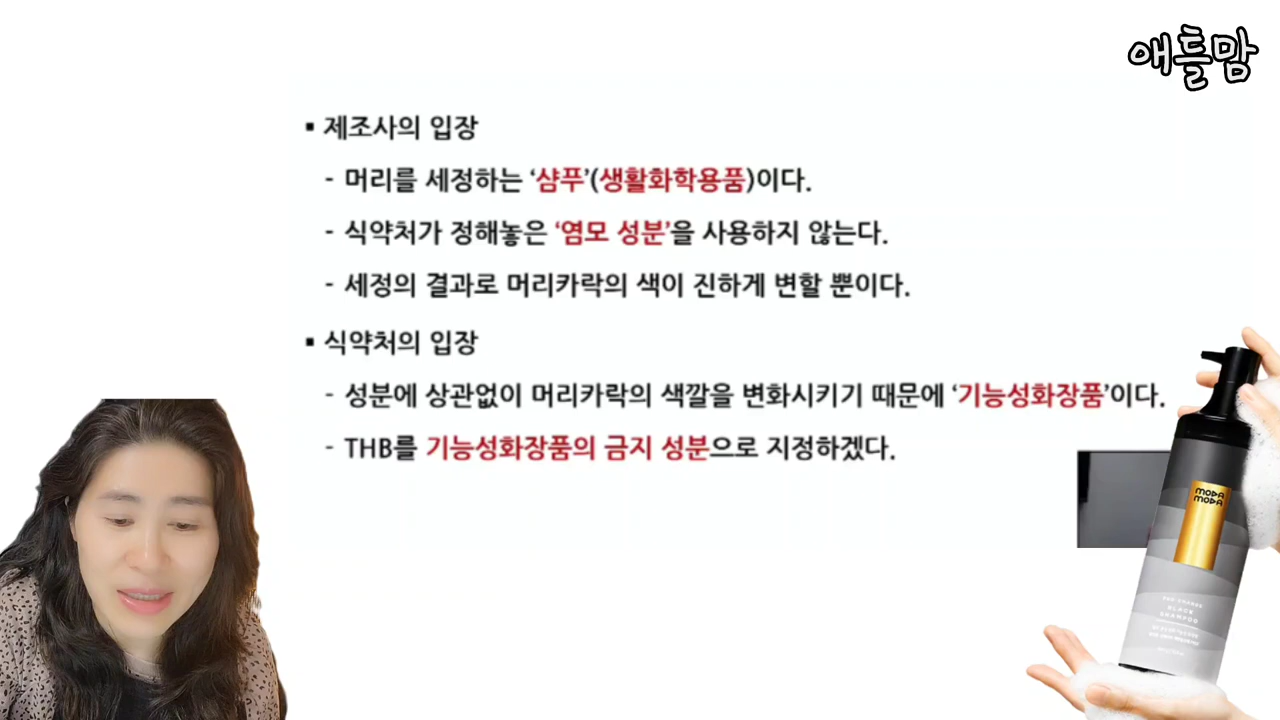 애틀맘
▪ 제조사의 입장
- 머리를 세정하는 ‘샴푸’(생활화학용품)이다.
- 식약처가 정해놓은 ‘염모 성분’을 사용하지 않는다.
- 세정의 결과로 머리카락의 색이 진하게 변할 뿐이다.
▪ 식약처의 입장
- 성분에 상관없이 머리카락의 색깔을 변화시키기 때문에 ‘기능성화장품’이다.
- THB를 기능성화장품의 금지 성분으로 지정하겠다.
MODA
MODA
PRO CHANGE
BLACK
SHAMPOO